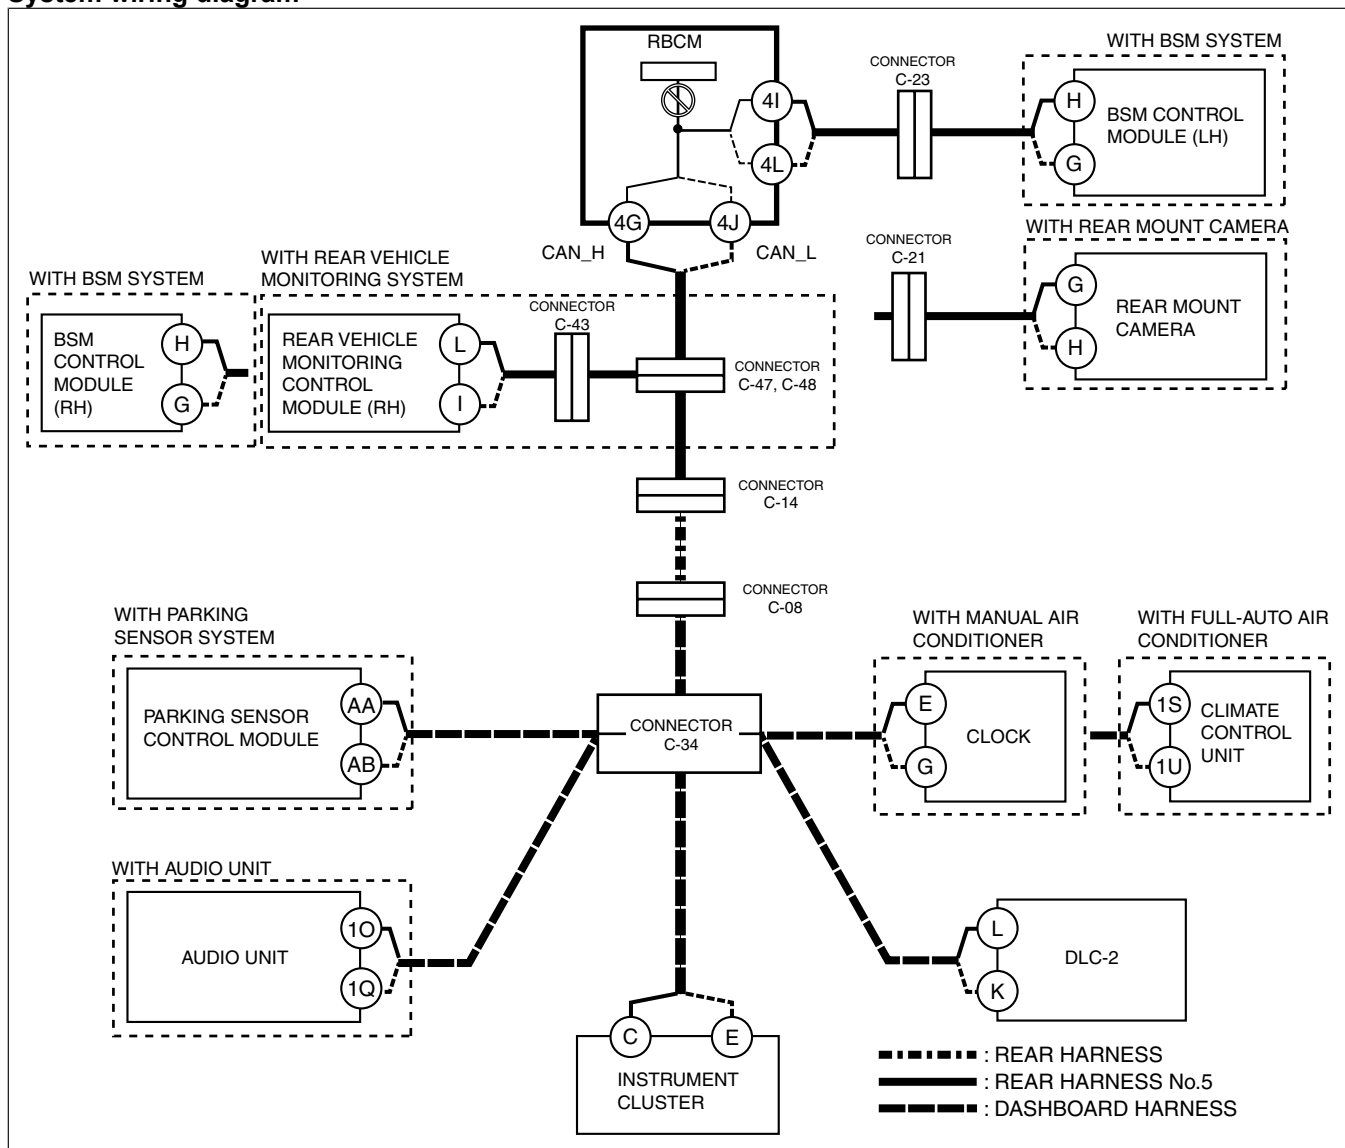 System wiring diagram
RBCM
4I
4L
4G
4J
CAN_H
CAN_L
CONNECTOR
C-23
WITH BSM SYSTEM
H
G
BSM CONTROL
MODULE (LH)
CONNECTOR
C-21
WITH REAR MOUNT CAMERA
G
H
REAR MOUNT
CAMERA
WITH BSM SYSTEM
BSM
CONTROL
MODULE
(RH)
H
G
WITH REAR VEHICLE
MONITORING SYSTEM
REAR VEHICLE
MONITORING
CONTROL
MODULE (RH)
L
I
CONNECTOR
C-43
CONNECTOR
C-47, C-48
CONNECTOR
C-14
CONNECTOR
C-08
WITH PARKING
SENSOR SYSTEM
PARKING SENSOR
CONTROL MODULE
AA
AB
CONNECTOR
C-34
WITH MANUAL AIR
CONDITIONER
E
G
CLOCK
WITH FULL-AUTO AIR
CONDITIONER
1S
1U
CLIMATE
CONTROL
UNIT
WITH AUDIO UNIT
AUDIO UNIT
1O
1Q
L
K
DLC-2
C
E
INSTRUMENT
CLUSTER
: REAR HARNESS
: REAR HARNESS No.5
: DASHBOARD HARNESS